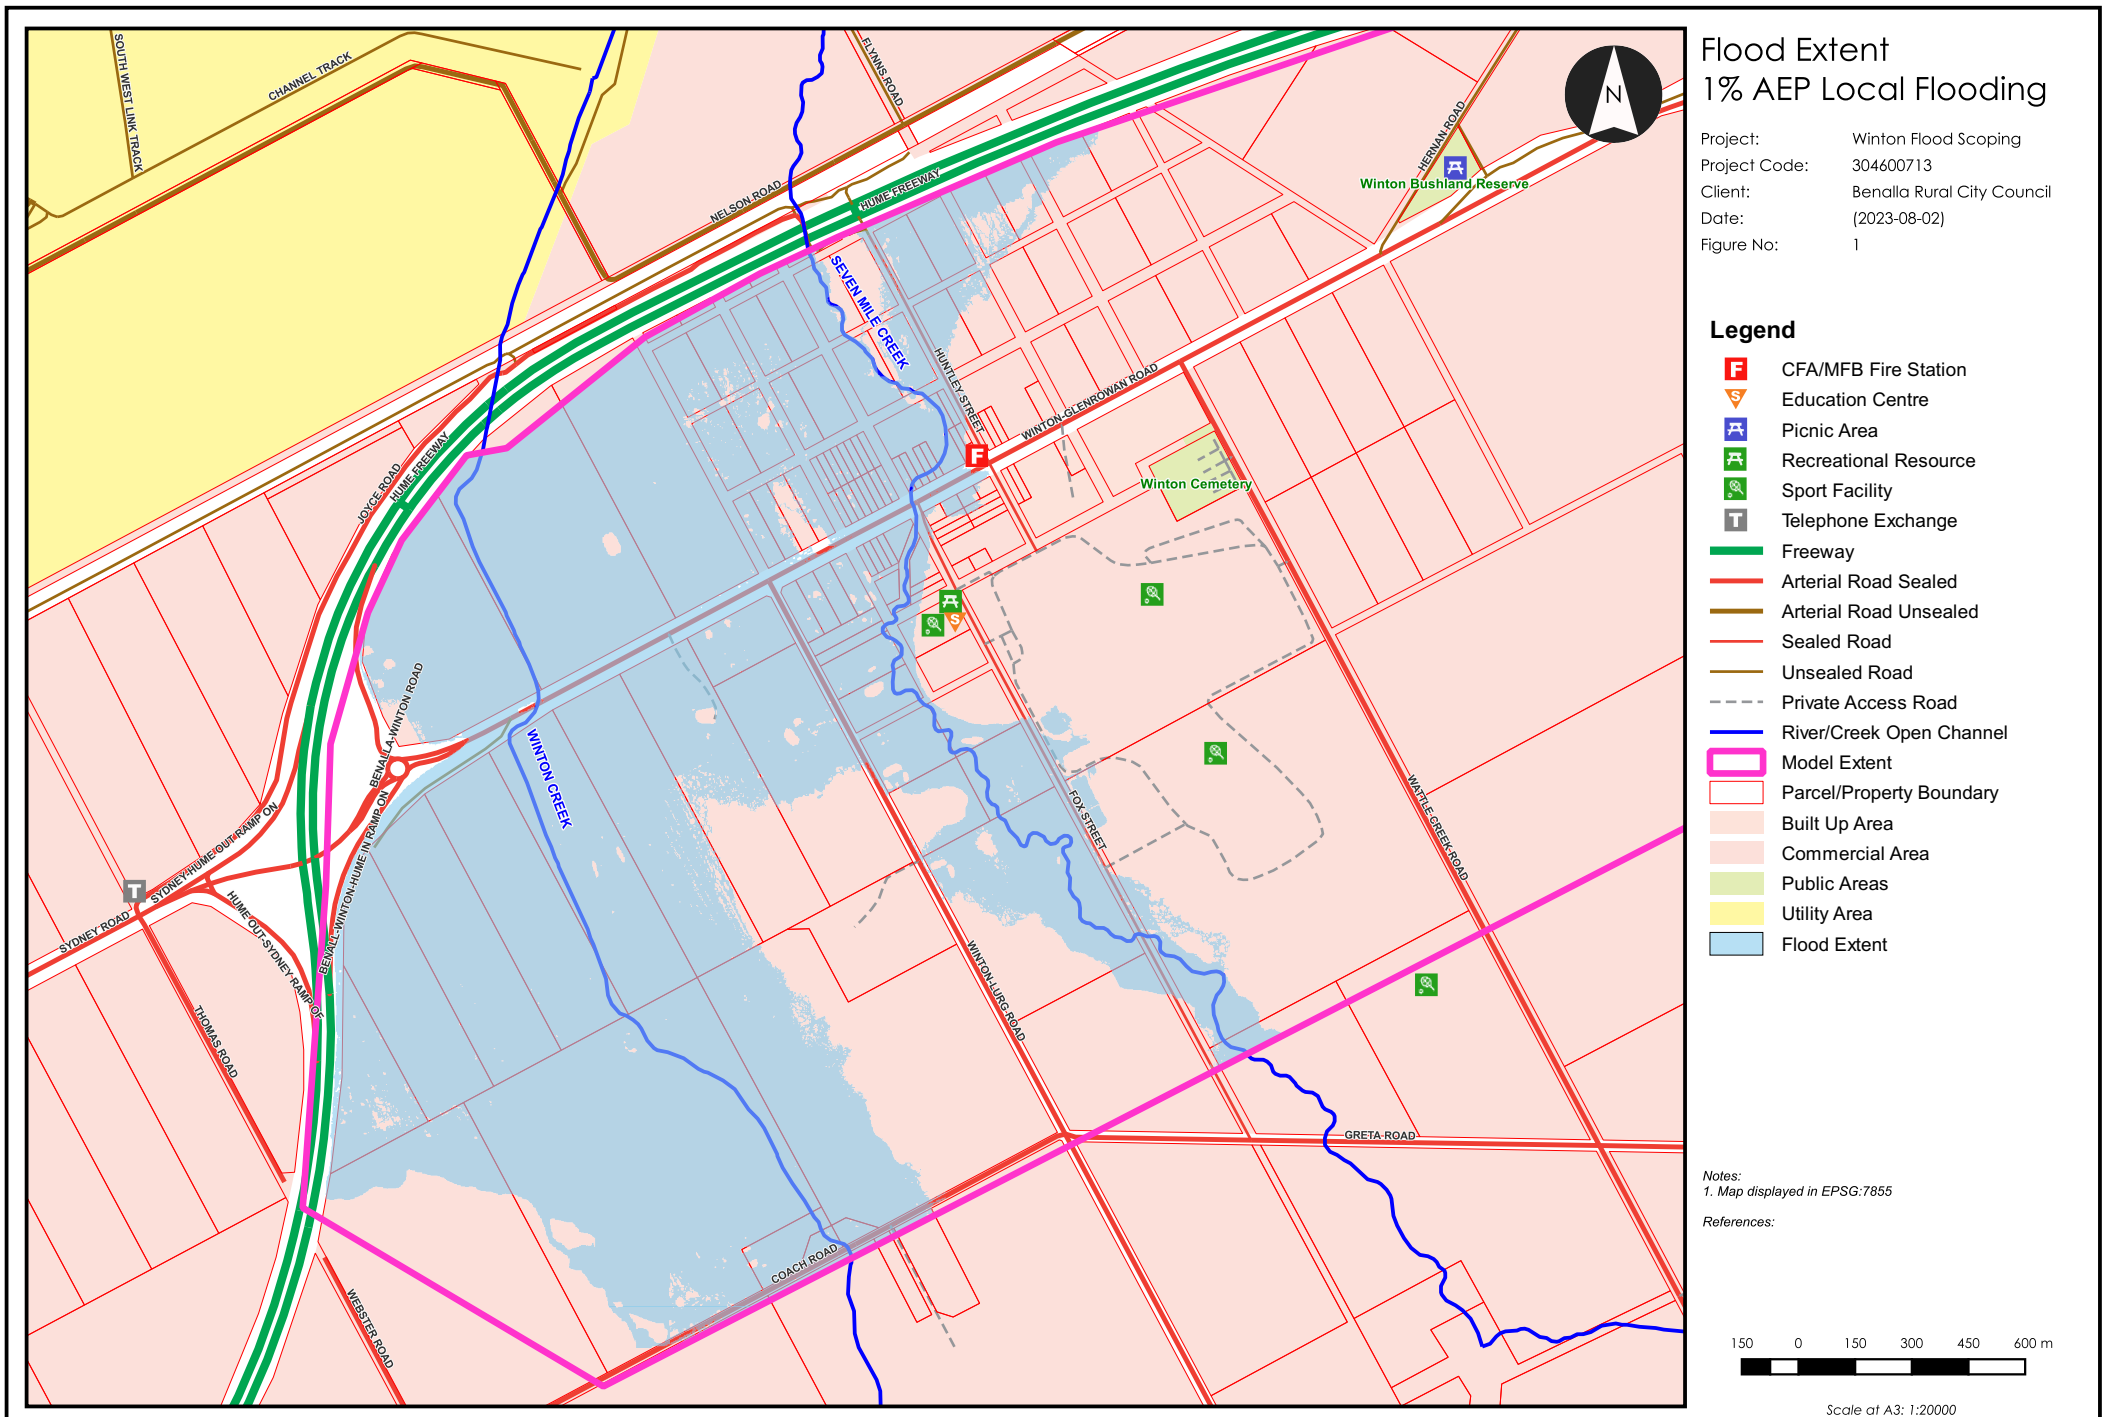 Flood Extent
1% AEP Local Flooding
Project: Winton Flood Scoping
Project Code: 304600713
Client: Benalla Rural City Council
Date: (2023-08-02)
Figure No: 1
Legend
F CFA/MFB Fire Station
S Education Centre
Picnic Area
Recreational Resource
Sport Facility
T Telephone Exchange
Freeway
Arterial Road Sealed
Arterial Road Unsealed
Sealed Road
Unsealed Road
Private Access Road
River/Creek Open Channel
Model Extent
Parcel/Property Boundary
Built Up Area
Commercial Area
Public Areas
Utility Area
Flood Extent
Notes:
1. Map displayed in EPSG:7855
References:
150 0 150 300 450 600 m
Scale at A3: 1:20000
N
SOUTH WEST LINK TRACK
CHANNEL TRACK
FLYNNS ROAD
HERNAN ROAD
Winton Bushland Reserve
NELSON ROAD
HUME FREEWAY
SEVEN MILE CREEK
HUNTLEY STREET
WINTON-GLENROWAN ROAD
F
Winton Cemetery
JOYCE ROAD
HUME FREEWAY
S
BENALLA-WINTON ROAD
WINTON CREEK
FOX STREET
WATTLE CREEK ROAD
SYDNEY-HUME OUT RAMP ON
BENALL-WINTON-HUME IN RAMP ON
T
SYDNEY ROAD
HUME OUT-SYDNEY RAMP OF
WINTON-LURG ROAD
THOMAS ROAD
GRETA ROAD
COACH ROAD
WEBSTER ROAD